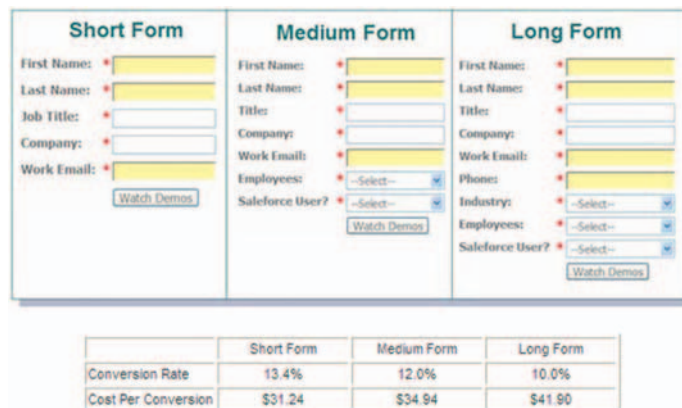 Short Form
First Name: *
Last Name: *
Job Title: *
Company: *
Work Email: *
Watch Demos
Medium Form
First Name: *
Last Name: *
Title: *
Company: *
Work Email: *
Employees: * --Select--
Saleforce User? * --Select--
Watch Demos
Long Form
First Name: *
Last Name: *
Title: *
Company: *
Work Email: *
Phone: *
Industry: * --Select--
Employees: * --Select--
Saleforce User? * --Select--
Watch Demos
Short Form Medium Form Long Form
Conversion Rate 13.4% 12.0% 10.0%
Cost Per Conversion $31.24 $34.94 $41.90